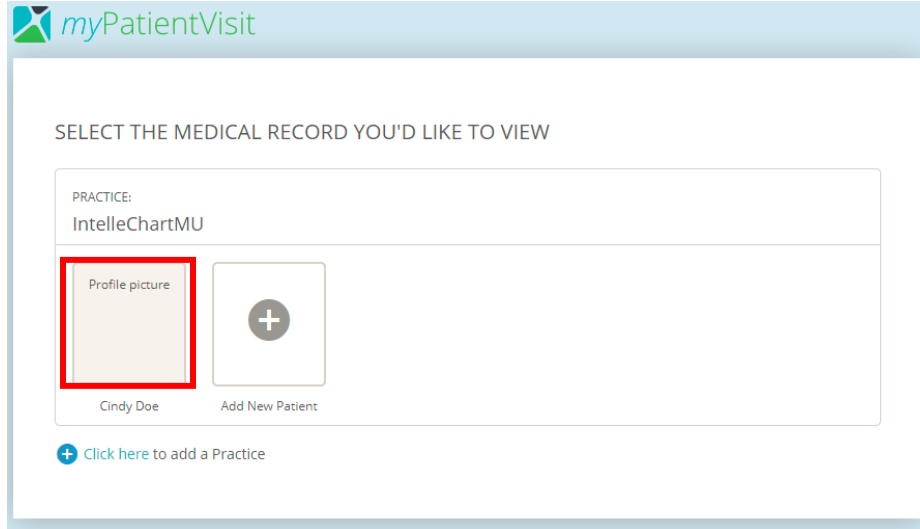 myPatientVisit
SELECT THE MEDICAL RECORD YOU'D LIKE TO VIEW
PRACTICE:
IntelleChartMU
Profile picture
Cindy Doe
Add New Patient
Click here to add a Practice